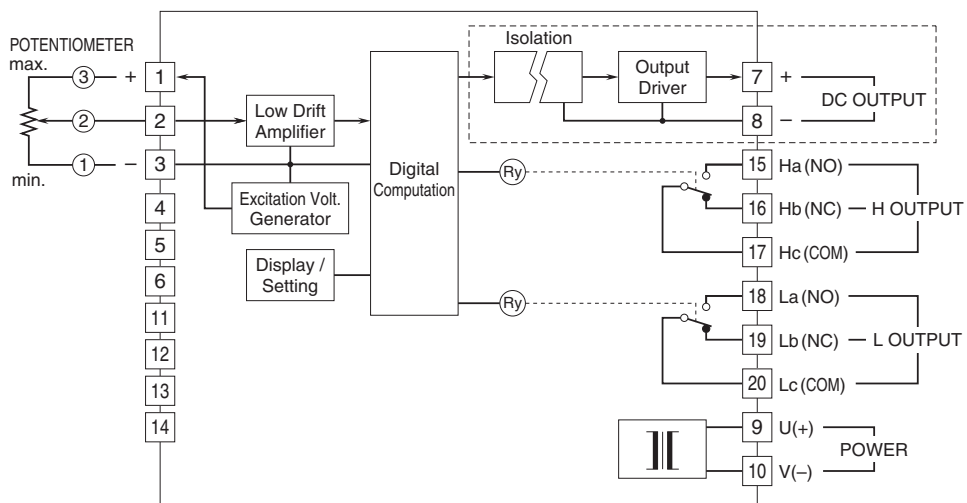 POTENTIOMETER
max.
3 +
2
1 −
min.
1
2
3
4
5
6
11
12
13
14
Low Drift
Amplifier
Excitation Volt.
Generator
Display /
Setting
Digital
Computation
Isolation
Output
Driver
Ry
Ry
7 +
8 −
DC OUTPUT
15 Ha (NO)
16 Hb (NC)
17 Hc (COM)
H OUTPUT
18 La (NO)
19 Lb (NC)
20 Lc (COM)
L OUTPUT
9 U(+)
10 V(–)
POWER